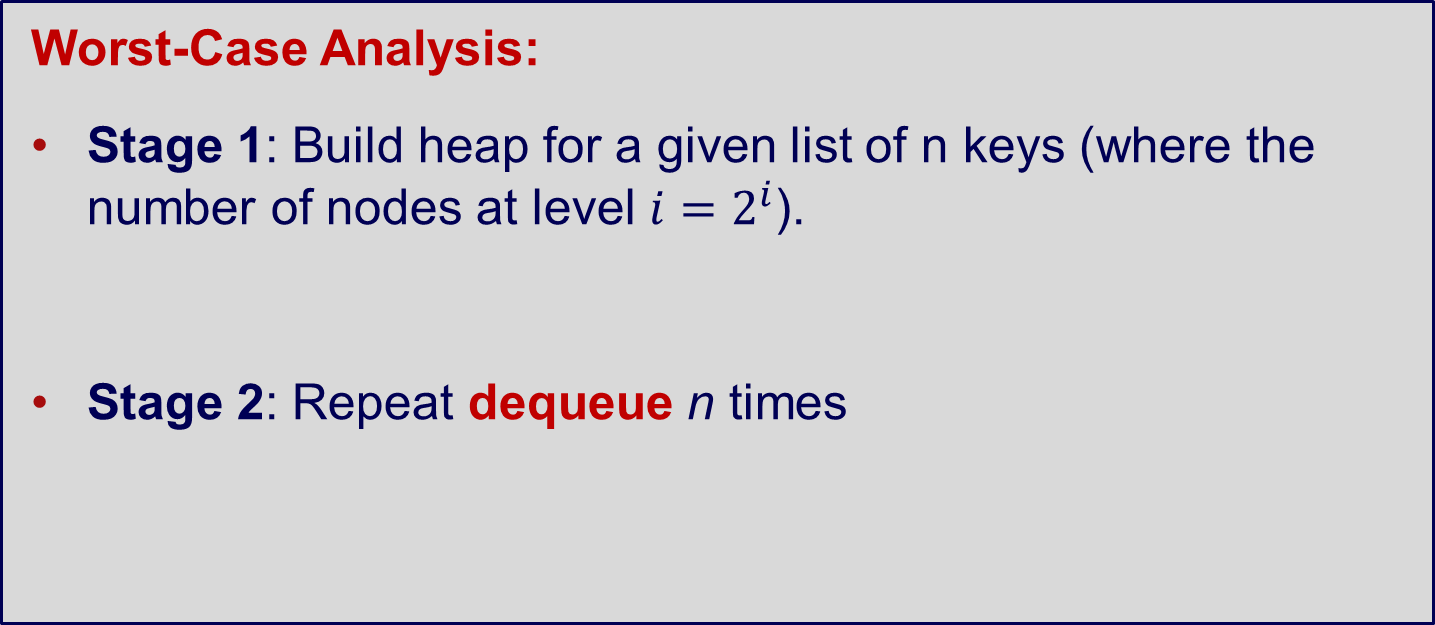 Worst-Case Analysis:
• Stage 1: Build heap for a given list of n keys (where the
number of nodes at level i = 2^i).
• Stage 2: Repeat dequeue n times